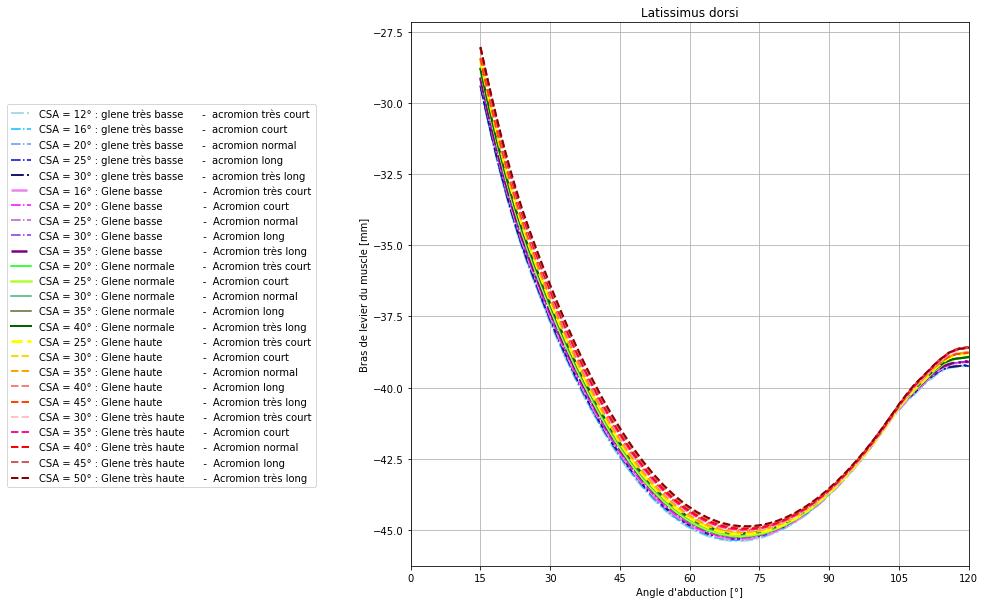 Latissimus dorsi
CSA = 12° : glene très basse - acromion très court
CSA = 16° : glene très basse - acromion court
CSA = 20° : glene très basse - acromion normal
CSA = 25° : glene très basse - acromion long
CSA = 30° : glene très basse - acromion très long
CSA = 16° : Glene basse - Acromion très court
CSA = 20° : Glene basse - Acromion court
CSA = 25° : Glene basse - Acromion normal
CSA = 30° : Glene basse - Acromion long
CSA = 35° : Glene basse - Acromion très long
CSA = 20° : Glene normale - Acromion très court
CSA = 25° : Glene normale - Acromion court
CSA = 30° : Glene normale - Acromion normal
CSA = 35° : Glene normale - Acromion long
CSA = 40° : Glene normale - Acromion très long
CSA = 25° : Glene haute - Acromion très court
CSA = 30° : Glene haute - Acromion court
CSA = 35° : Glene haute - Acromion normal
CSA = 40° : Glene haute - Acromion long
CSA = 45° : Glene haute - Acromion très long
CSA = 30° : Glene très haute - Acromion très court
CSA = 35° : Glene très haute - Acromion court
CSA = 40° : Glene très haute - Acromion normal
CSA = 45° : Glene très haute - Acromion long
CSA = 50° : Glene très haute - Acromion très long
Bras de levier du muscle [mm]
−27.5
−30.0
−32.5
−35.0
−37.5
−40.0
−42.5
−45.0
0 15 30 45 60 75 90 105 120
Angle d'abduction [°]